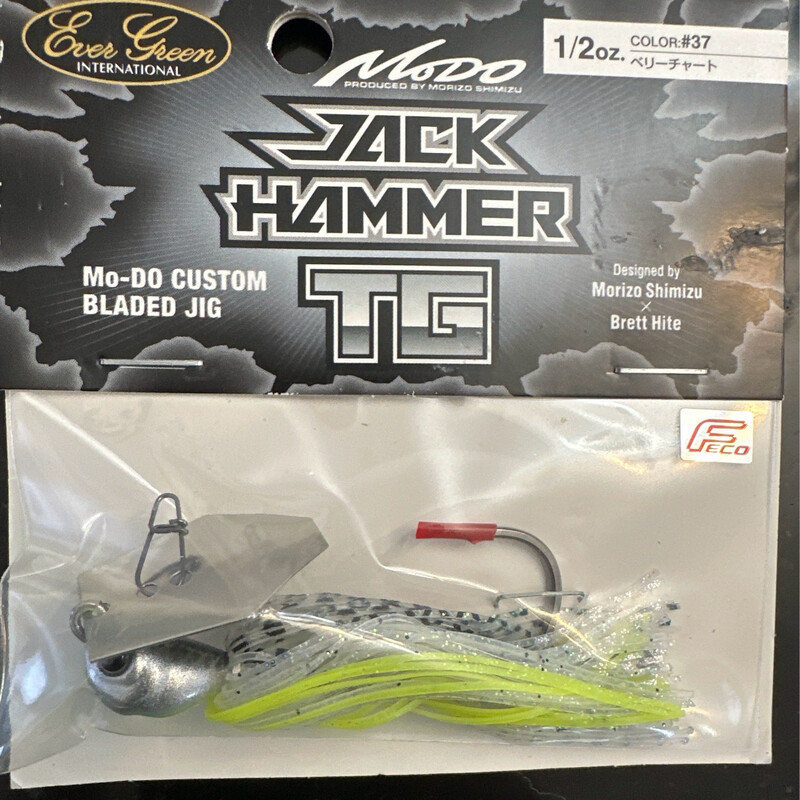 Ever Green
INTERNATIONAL
MoDO
PRODUCED BY MORIZO SHIMIZU
1/2oz.
COLOR:#37
ベリーチャート
JACK
HAMMER
TG
Mo-DO CUSTOM
BLADED JIG
Designed by
Morizo Shimizu
×
Brett Hite
FECO